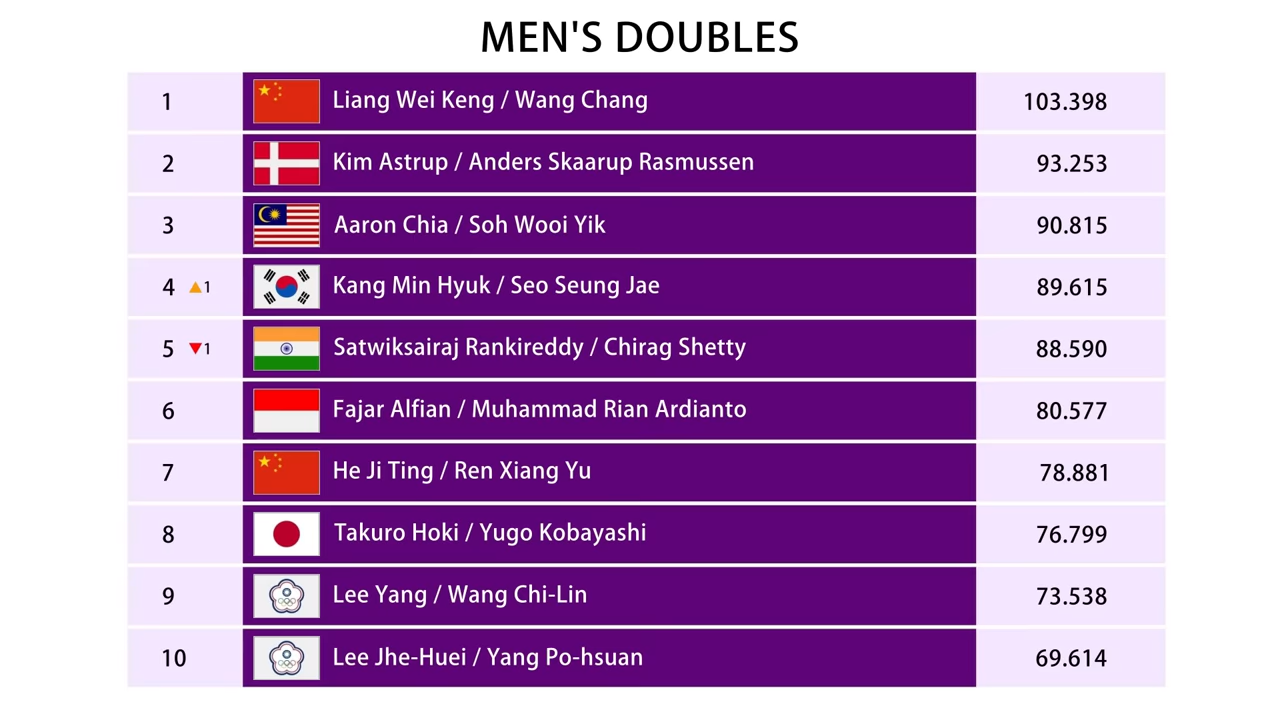 MEN'S DOUBLES
1 Liang Wei Keng / Wang Chang 103.398
2 Kim Astrup / Anders Skaarup Rasmussen 93.253
3 Aaron Chia / Soh Wooi Yik 90.815
4 ▲1 Kang Min Hyuk / Seo Seung Jae 89.615
5 ▼1 Satwiksairaj Rankireddy / Chirag Shetty 88.590
6 Fajar Alfian / Muhammad Rian Ardianto 80.577
7 He Ji Ting / Ren Xiang Yu 78.881
8 Takuro Hoki / Yugo Kobayashi 76.799
9 Lee Yang / Wang Chi-Lin 73.538
10 Lee Jhe-Huei / Yang Po-hsuan 69.614